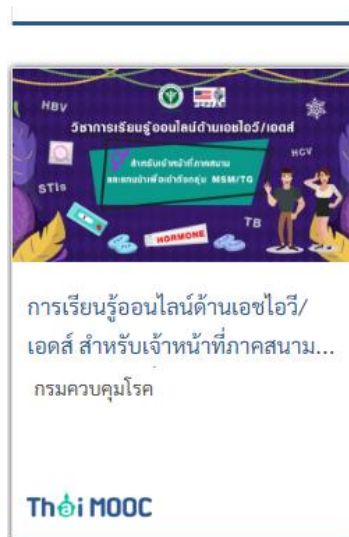 HBV
วิชาการเรียนรู้ออนไลน์ด้านเอชไอวี/เอดส์
สำหรับเจ้าหน้าที่ภาคสนาม
และแกนนำเพื่อเข้าถึงกลุ่ม MSM/TG
HCV
STIs
TB
HORMONE
การเรียนรู้ออนไลน์ด้านเอชไอวี/
เอดส์ สำหรับเจ้าหน้าที่ภาคสนาม...
กรมควบคุมโรค
Thai MOOC